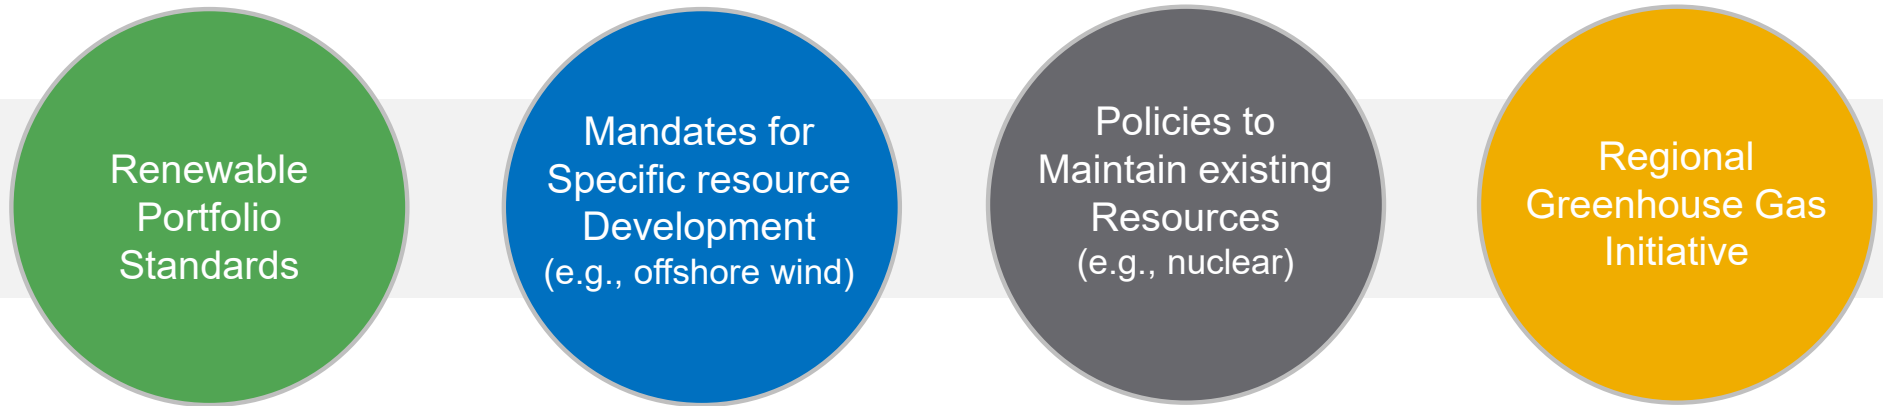 Renewable
Portfolio
Standards
Mandates for
Specific resource
Development
(e.g., offshore wind)
Policies to
Maintain existing
Resources
(e.g., nuclear)
Regional
Greenhouse Gas
Initiative